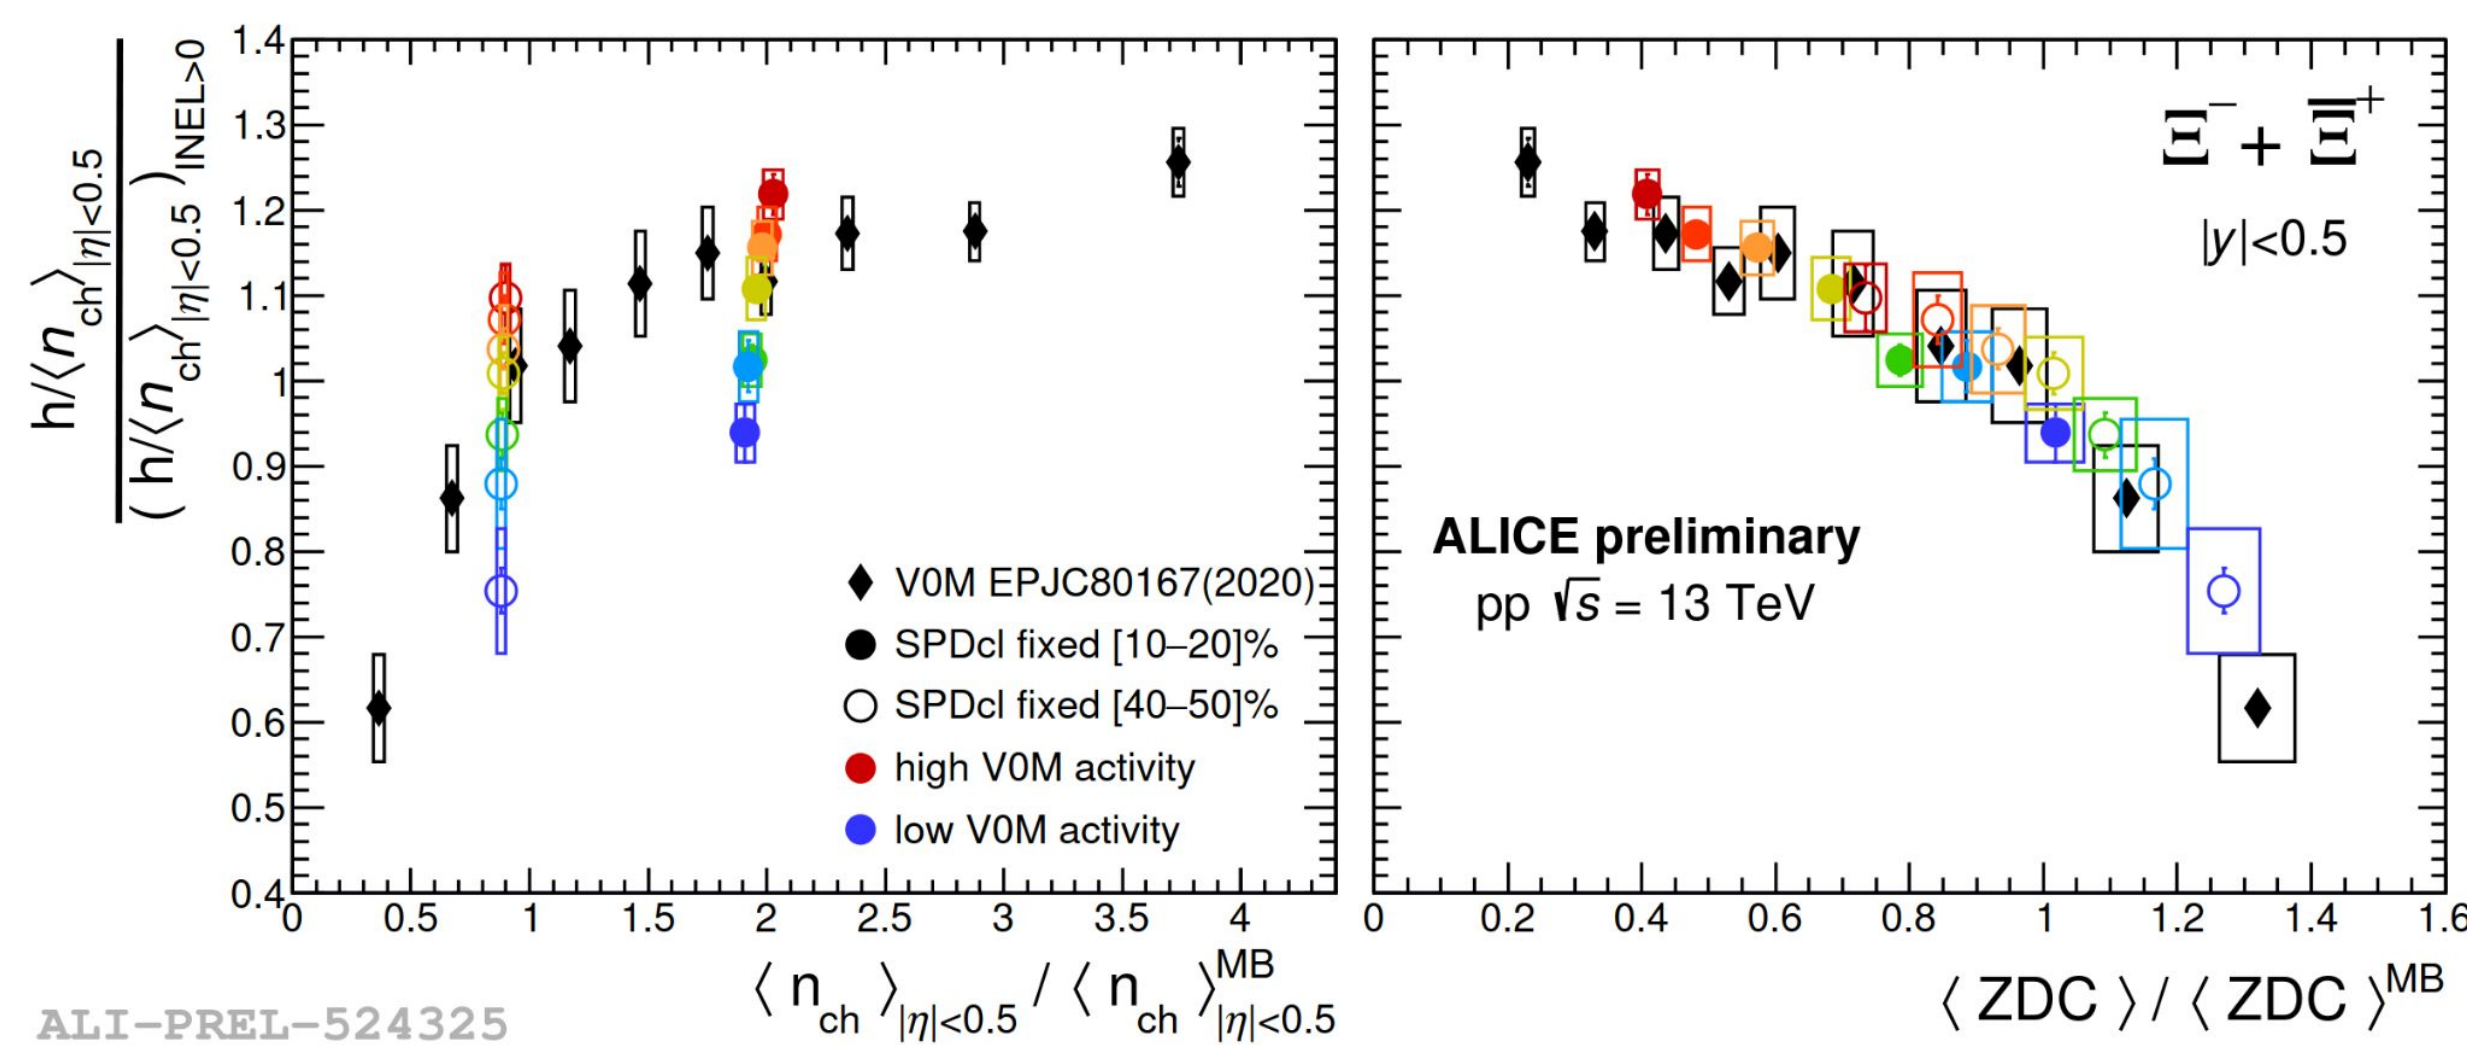 h/⟨n_ch⟩_|η|<0.5
( h/⟨n_ch⟩_|η|<0.5 )_INEL>0
1.4
1.3
1.2
1.1
1
0.9
0.8
0.7
0.6
0.5
0.4
V0M EPJC80167(2020)
SPDcl fixed [10–20]%
SPDcl fixed [40–50]%
high V0M activity
low V0M activity
0 0.5 1 1.5 2 2.5 3 3.5 4
⟨ n_ch ⟩_|η|<0.5 / ⟨ n_ch ⟩^MB_|η|<0.5
Ξ⁻ + Ξ̅⁺
|y|<0.5
ALICE preliminary
pp √s = 13 TeV
0 0.2 0.4 0.6 0.8 1 1.2 1.4 1.6
⟨ ZDC ⟩ / ⟨ ZDC ⟩^MB
ALI−PREL−524325